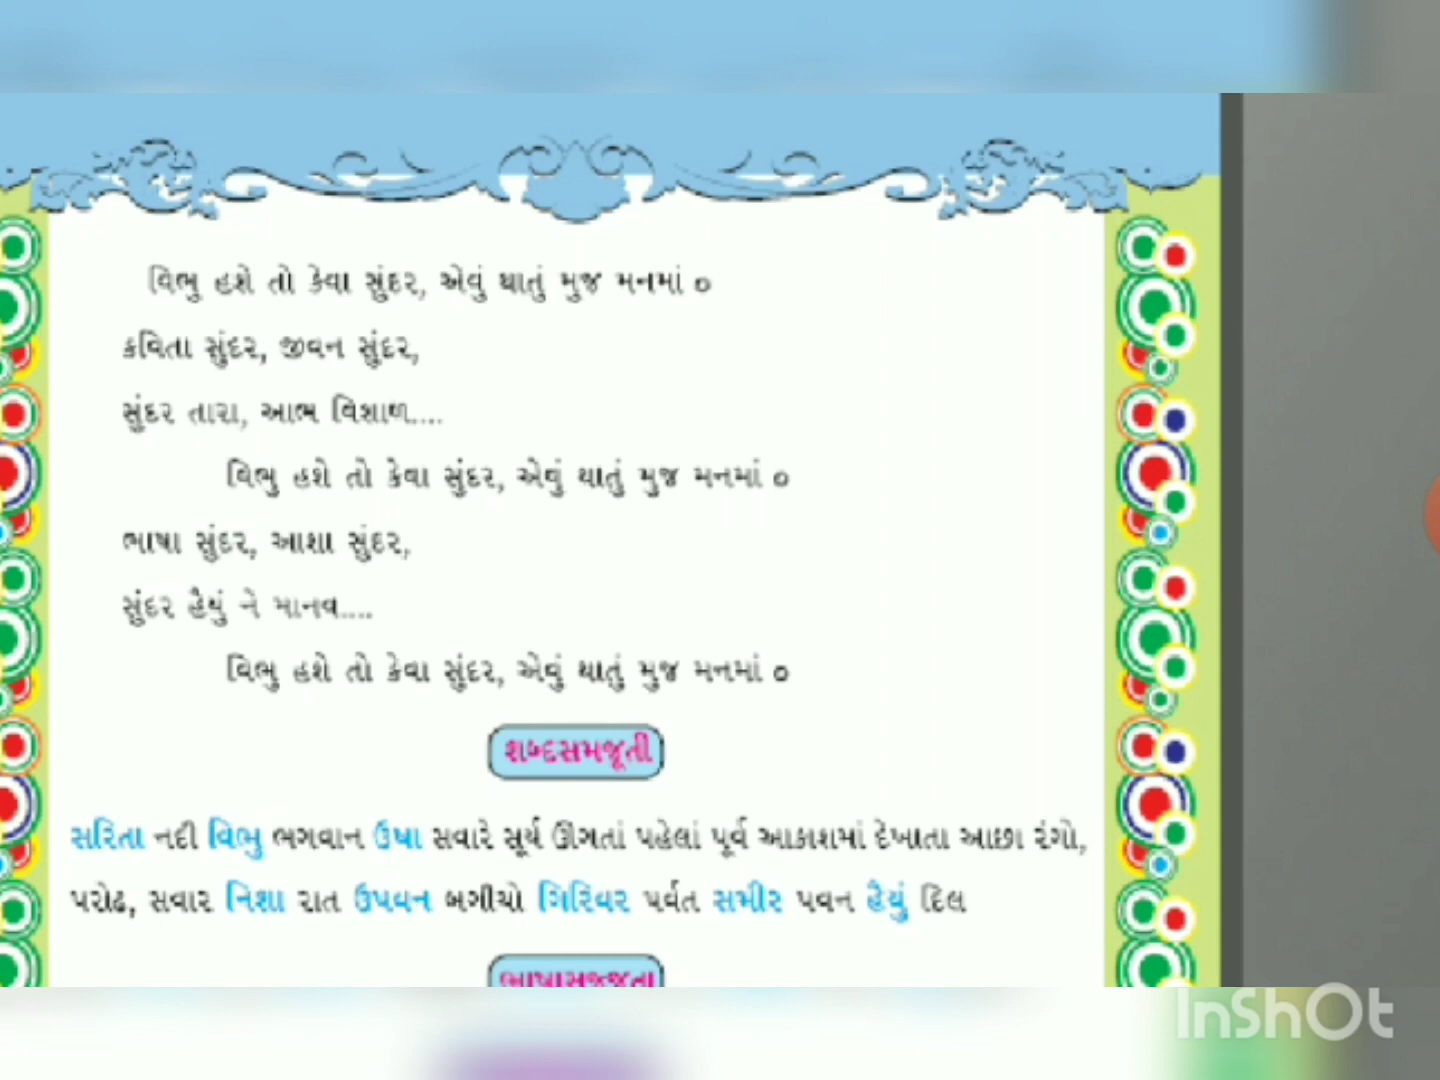 વિભુ હશે તો કેવા સુંદર, એવું થાતું મુજ મનમાં ૦
કવિતા સુંદર, જીવન સુંદર,
સુંદર તારા, આભ વિશાળ....
વિભુ હશે તો કેવા સુંદર, એવું થાતું મુજ મનમાં ૦
ભાષા સુંદર, આશા સુંદર,
સુંદર હૈયું ને માનવ....
વિભુ હશે તો કેવા સુંદર, એવું થાતું મુજ મનમાં ૦
શબ્દસમજૂતી
સરિતા નદી વિભુ ભગવાન ઉષા સવારે સૂર્ય ઊગતાં પહેલાં પૂર્વ આકાશમાં દેખાતા આછા રંગો,
પરોઢ, સવાર નિશા રાત ઉપવન બગીચો ગિરિવર પર્વત સમીર પવન હૈયું દિલ
ભાષાસજ્જતા
InShOt